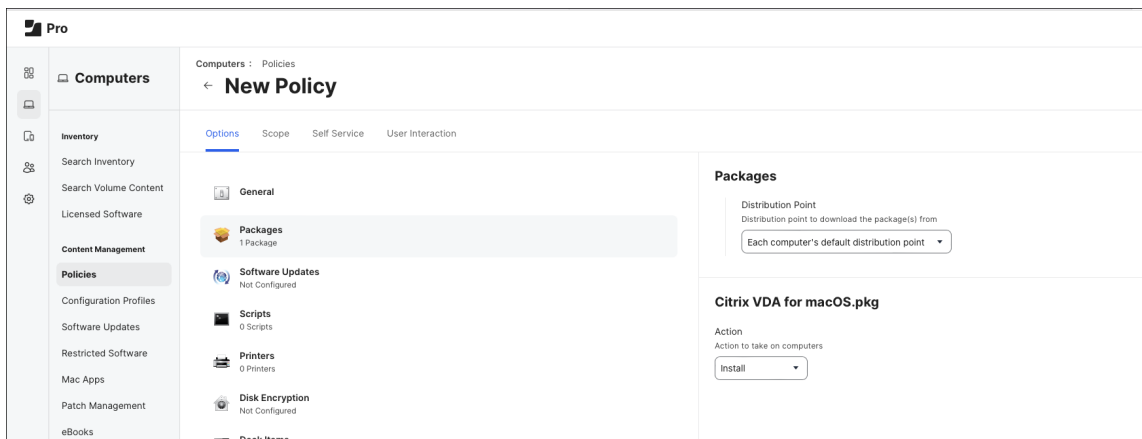 Pro
Computers
Computers : Policies
← New Policy
Options Scope Self Service User Interaction
Inventory
Search Inventory
Search Volume Content
Licensed Software
Content Management
Policies
Configuration Profiles
Software Updates
Restricted Software
Mac Apps
Patch Management
eBooks
General
Packages
1 Package
Software Updates
Not Configured
Scripts
0 Scripts
Printers
0 Printers
Disk Encryption
Not Configured
Dock Items
Packages
Distribution Point
Distribution point to download the package(s) from
Each computer's default distribution point
Citrix VDA for macOS.pkg
Action
Action to take on computers
Install